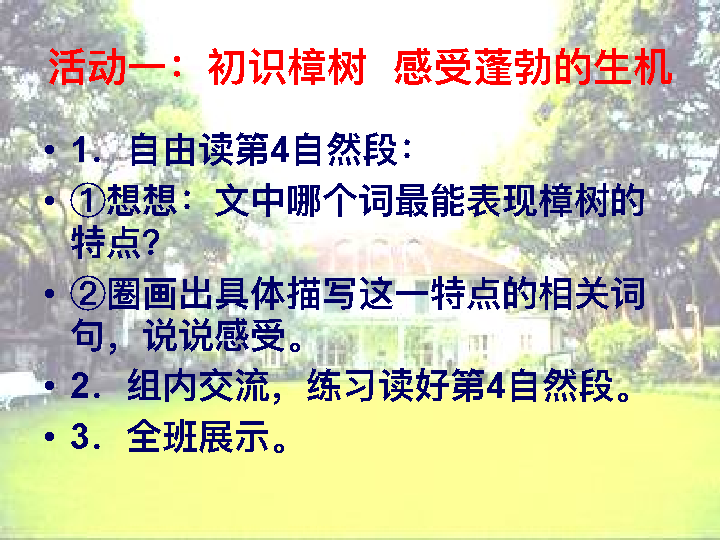 活动一：初识樟树 感受蓬勃的生机
• 1．自由读第4自然段：
• ①想想：文中哪个词最能表现樟树的
特点？
• ②圈画出具体描写这一特点的相关词
句，说说感受。
• 2．组内交流，练习读好第4自然段。
• 3．全班展示。